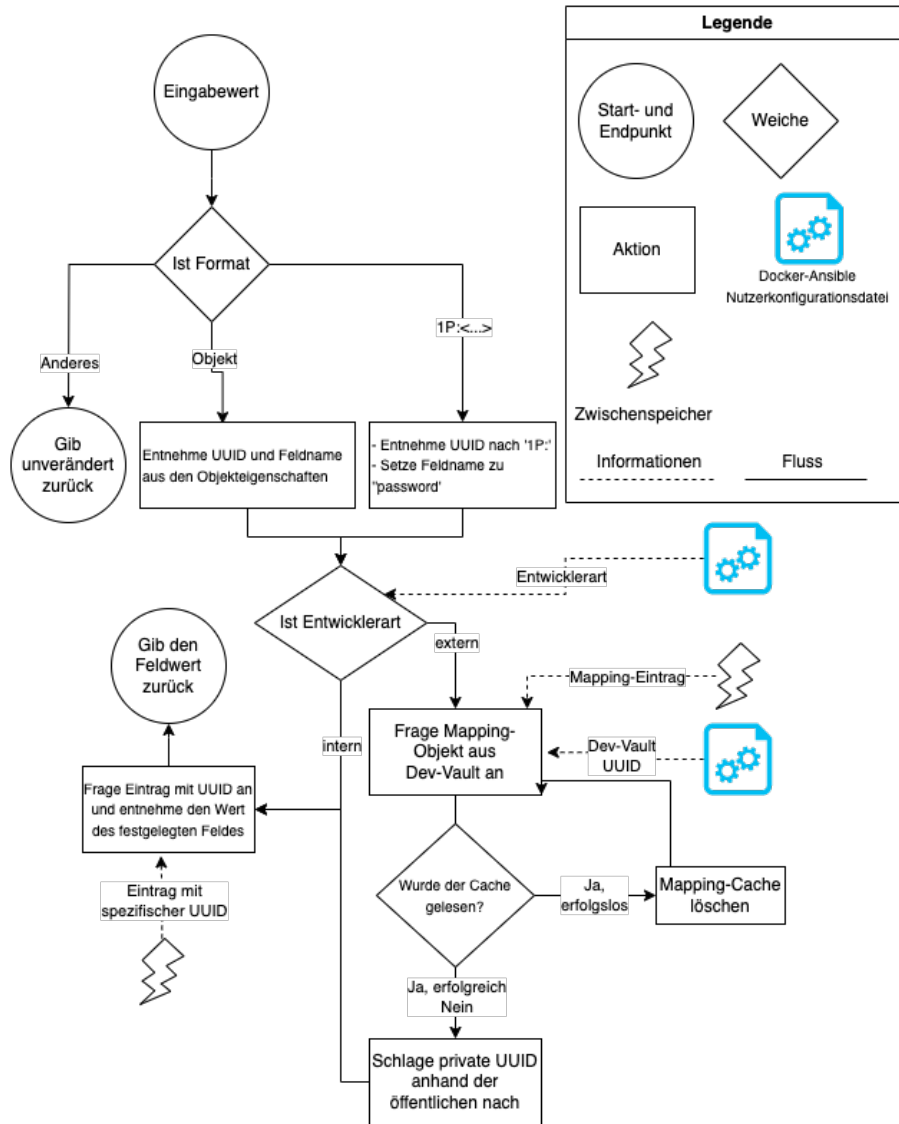 Legende
Eingabewert
Start- und
Endpunkt
Weiche
Aktion
Docker-Ansible
Nutzerkonfigurationsdatei
Zwischenspeicher
Informationen
Fluss
Ist Format
Anderes
Objekt
1P:<...>
Gib
unverändert
zurück
Entnehme UUID und Feldname
aus den Objekteigenschaften
- Entnehme UUID nach '1P:'
- Setze Feldname zu
"password'
Entwicklerart
Ist Entwicklerart
extern
intern
Gib den
Feldwert
zurück
Mapping-Eintrag
Frage Mapping-
Objekt aus
Dev-Vault an
Dev-Vault
UUID
Frage Eintrag mit UUID an
und entnehme den Wert
des festgelegten Feldes
Eintrag mit
spezifischer UUID
Wurde der Cache
gelesen?
Ja,
erfolgslos
Mapping-Cache
löschen
Ja, erfolgreich
Nein
Schlage private UUID
anhand der
öffentlichen nach